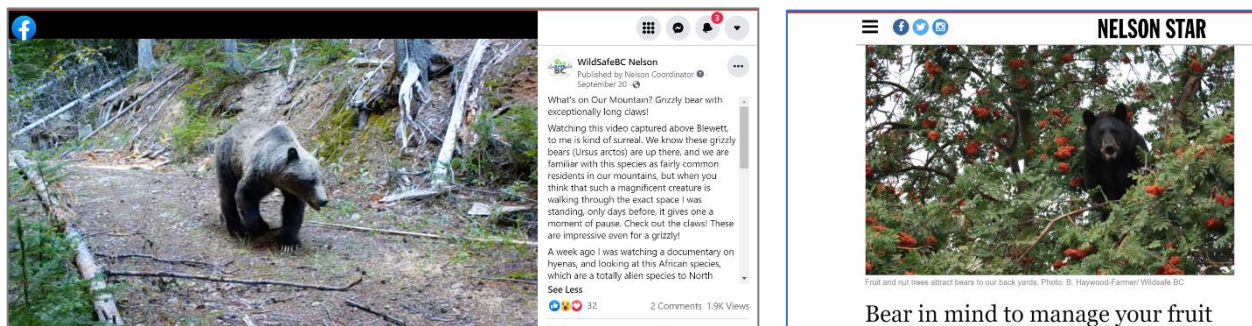 3
WildSafeBC Nelson
Published by Nelson Coordinator
September 20
What's on Our Mountain? Grizzly bear with
exceptionally long claws!
Watching this video captured above Blewett,
to me is kind of surreal. We know these grizzly
bears (Ursus arctos) are up there, and we are
familiar with this species as fairly common
residents in our mountains, but when you
think that such a magnificent creature is
walking through the exact space I was
standing, only days before, it gives one a
moment of pause. Check out the claws! These
are impressive even for a grizzly!
A week ago I was watching a documentary on
hyenas, and looking at this African species,
which are a totally alien species to North
See Less
32
2 Comments 1.9K Views
NELSON STAR
Fruit and nut trees attract bears to our back yards. Photo: B. Haywood-Farmer/ Wildsafe BC
Bear in mind to manage your fruit